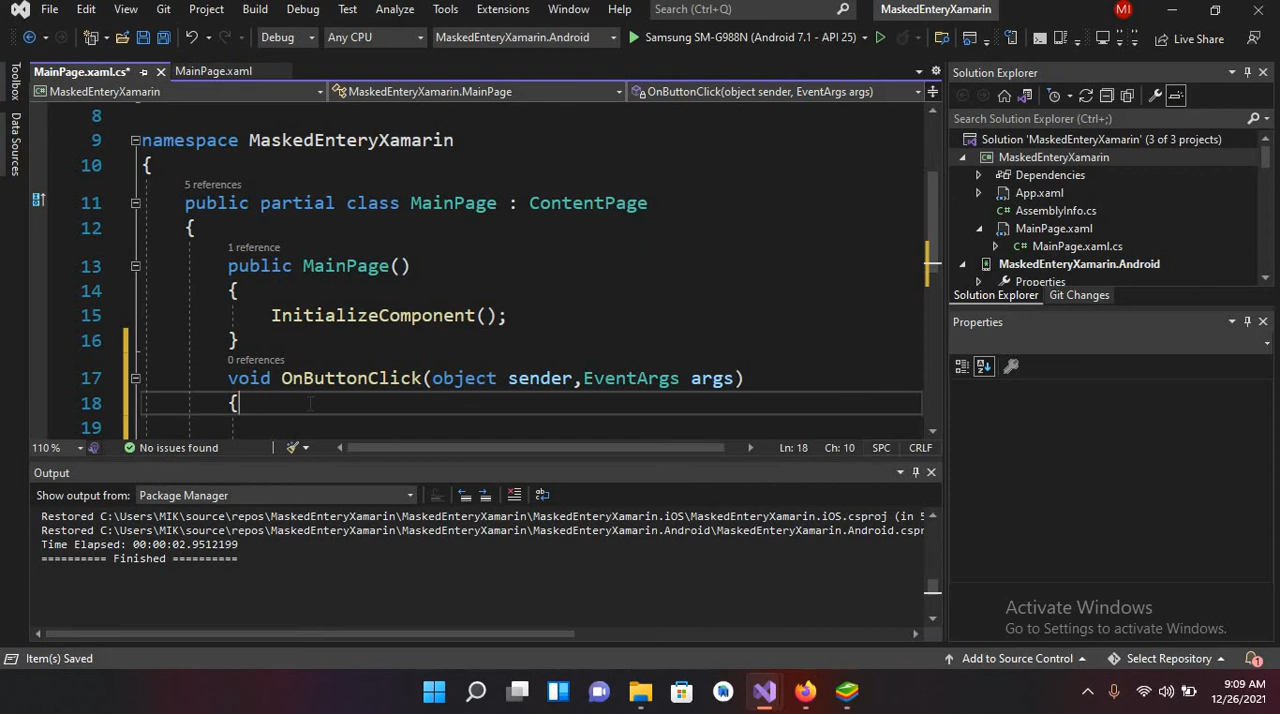 File Edit View Git Project Build Debug Test Analyze Tools Extensions Window Help Search (Ctrl+Q) MaskedEnteryXamarin MI
Debug Any CPU MaskedEnteryXamarin.Android Samsung SM-G988N (Android 7.1 - API 25) Live Share
Toolbox
Data Sources
MainPage.xaml.cs* MainPage.xaml
MaskedEnteryXamarin MaskedEnteryXamarin.MainPage OnButtonClick(object sender, EventArgs args)
8
9 namespace MaskedEnteryXamarin
10 {
5 references
11 public partial class MainPage : ContentPage
12 {
1 reference
13 public MainPage()
14 {
15 InitializeComponent();
16 }
0 references
17 void OnButtonClick(object sender,EventArgs args)
18 {
19
110 % No issues found Ln: 18 Ch: 10 SPC CRLF
Output
Show output from: Package Manager
Restored C:\Users\MIK\source\repos\MaskedEnteryXamarin\MaskedEnteryXamarin\MaskedEnteryXamarin.iOS\MaskedEnteryXamarin.iOS.csproj (in 5
Restored C:\Users\MIK\source\repos\MaskedEnteryXamarin\MaskedEnteryXamarin\MaskedEnteryXamarin.Android\MaskedEnteryXamarin.Android.cspr
Time Elapsed: 00:00:02.9512199
========== Finished ==========
Solution Explorer
Search Solution Explorer (Ctrl+;)
Solution 'MaskedEnteryXamarin' (3 of 3 projects)
MaskedEnteryXamarin
Dependencies
App.xaml
AssemblyInfo.cs
MainPage.xaml
MainPage.xaml.cs
MaskedEnteryXamarin.Android
Properties
Solution Explorer Git Changes
Properties
Activate Windows
Go to Settings to activate Windows.
Item(s) Saved Add to Source Control Select Repository 1
9:09 AM
12/26/2021